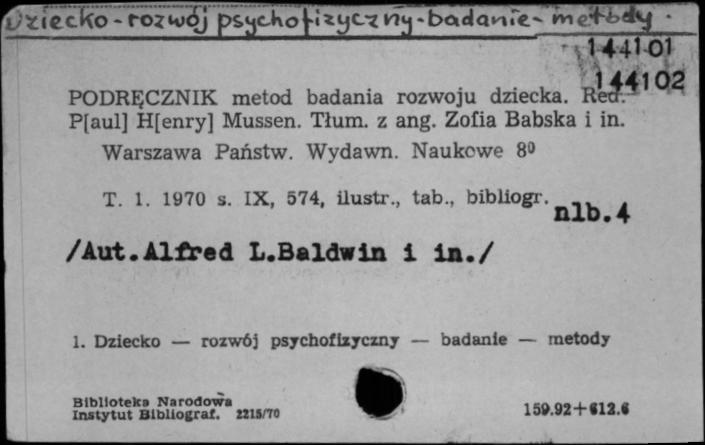 Dziecko - rozwój psychofizyczny - badanie - metody.
144101
144102
PODRĘCZNIK metod badania rozwoju dziecka. Red.
P[aul] H[enry] Mussen. Tłum. z ang. Zofia Babska i in.
Warszawa Państw. Wydawn. Naukowe 8º
T. 1. 1970 s. IX, 574, ilustr., tab., bibliogr. nlb.4
/Aut.Alfred L.Baldwin i in./
1. Dziecko — rozwój psychofizyczny — badanie — metody
Biblioteka Narodowa
Instytut Bibliograf. 2215/70
159.92+612.6